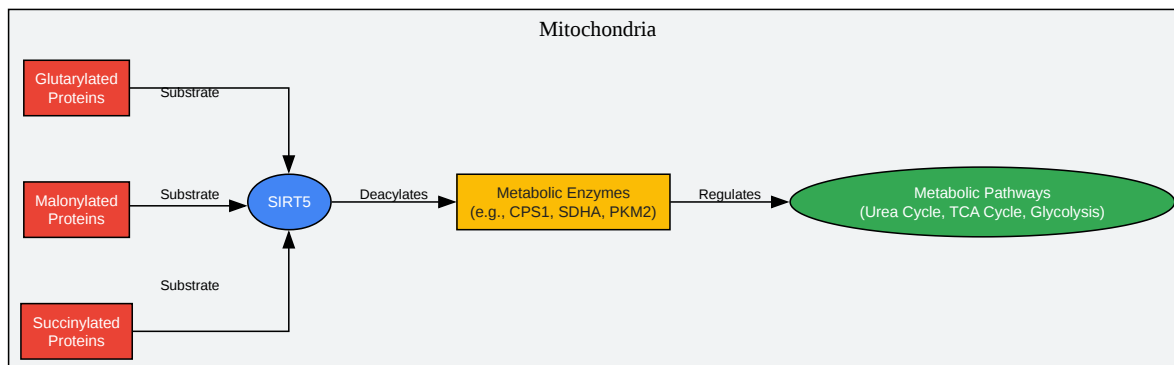 Mitochondria
Glutarylated
Proteins
Substrate
Malonylated
Proteins
Substrate
SIRT5
Deacylates
Metabolic Enzymes
(e.g., CPS1, SDHA, PKM2)
Regulates
Metabolic Pathways
(Urea Cycle, TCA Cycle, Glycolysis)
Substrate
Succinylated
Proteins